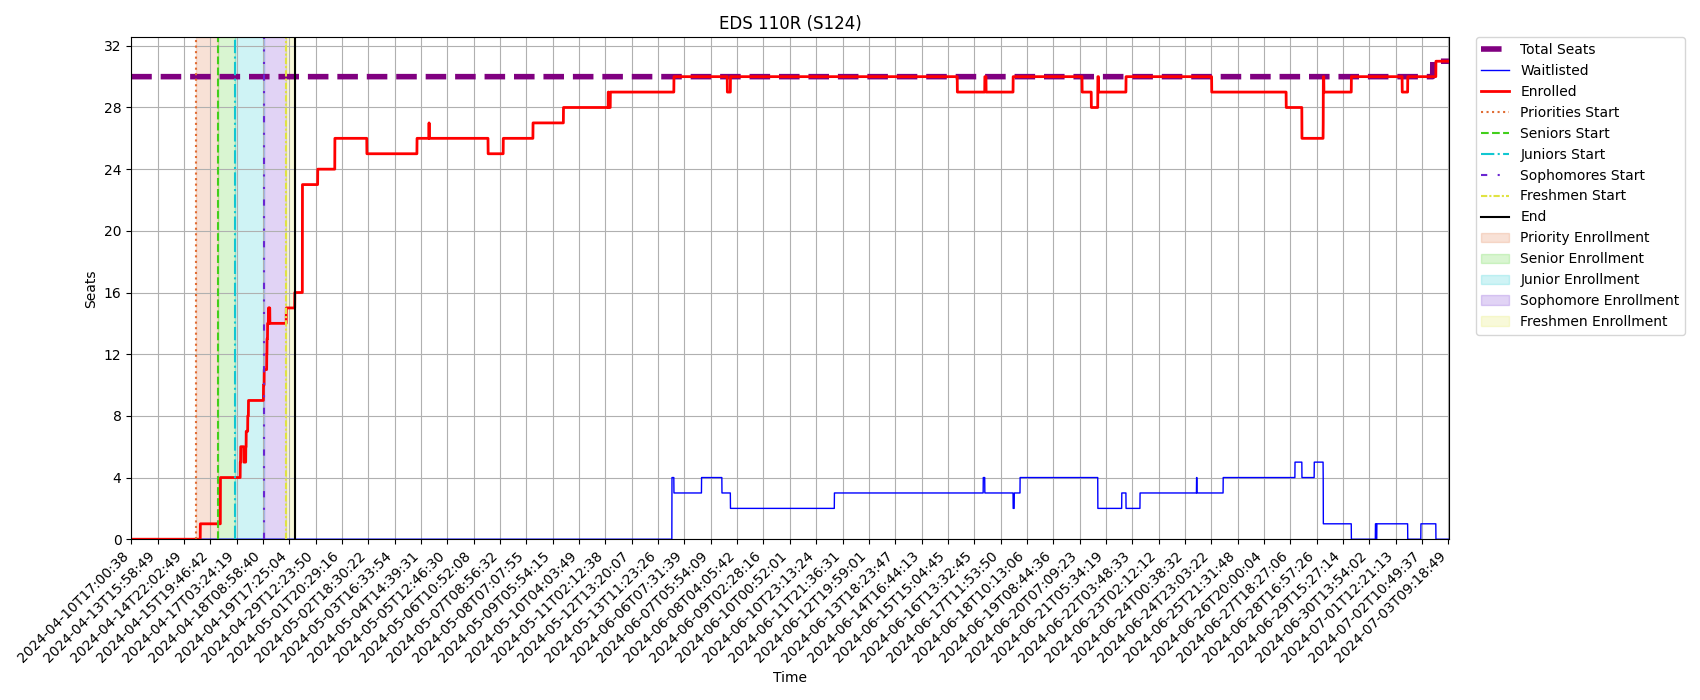 EDS 110R (S124)
32
28
24
20
16
12
8
4
0
Seats
2024-04-10T17:00:38
2024-04-13T15:58:49
2024-04-14T22:02:49
2024-04-15T19:46:42
2024-04-17T03:24:19
2024-04-18T08:58:40
2024-04-19T17:25:04
2024-04-29T12:23:50
2024-05-01T20:29:16
2024-05-02T18:30:22
2024-05-03T16:33:54
2024-05-04T14:39:31
2024-05-05T12:46:30
2024-05-06T10:52:08
2024-05-07T08:56:32
2024-05-08T07:07:55
2024-05-09T05:54:15
2024-05-10T04:03:49
2024-05-11T02:12:38
2024-05-12T13:20:07
2024-05-13T11:23:26
2024-06-06T07:31:39
2024-06-07T05:54:09
2024-06-08T04:05:42
2024-06-09T02:28:16
2024-06-10T00:52:01
2024-06-10T23:13:24
2024-06-11T21:36:31
2024-06-12T19:59:01
2024-06-13T18:23:47
2024-06-14T16:44:13
2024-06-15T15:04:45
2024-06-16T13:32:45
2024-06-17T11:53:50
2024-06-18T10:13:06
2024-06-19T08:44:36
2024-06-20T07:09:23
2024-06-21T05:34:19
2024-06-22T03:48:33
2024-06-23T02:12:12
2024-06-24T00:38:32
2024-06-24T23:03:22
2024-06-25T21:31:48
2024-06-26T20:00:04
2024-06-27T18:27:06
2024-06-28T16:57:26
2024-06-29T15:27:14
2024-06-30T13:54:02
2024-07-01T12:21:13
2024-07-02T10:49:37
2024-07-03T09:18:49
Time
Total Seats
Waitlisted
Enrolled
Priorities Start
Seniors Start
Juniors Start
Sophomores Start
Freshmen Start
End
Priority Enrollment
Senior Enrollment
Junior Enrollment
Sophomore Enrollment
Freshmen Enrollment